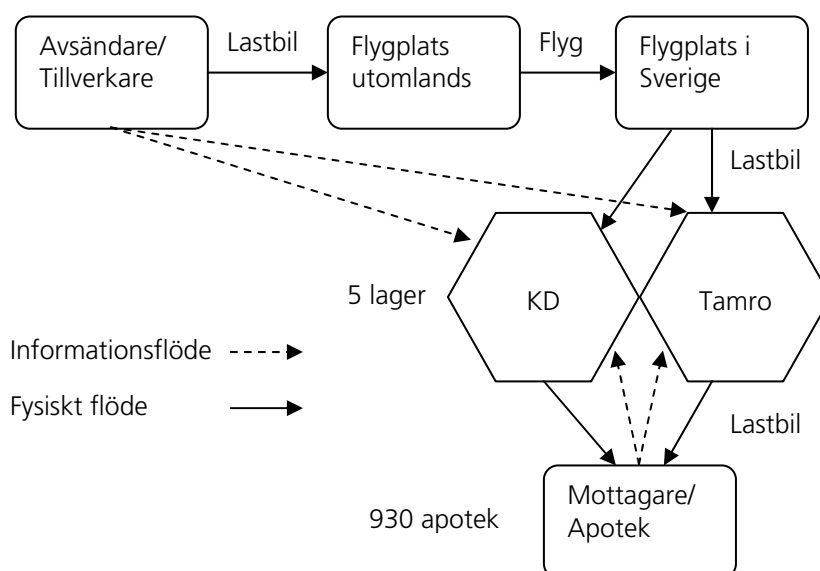 Avsändare/
Tillverkare
Lastbil
Flygplats
utomlands
Flyg
Flygplats i
Sverige
Lastbil
5 lager
KD
Tamro
Informationsflöde
Fysiskt flöde
Lastbil
930 apotek
Mottagare/
Apotek